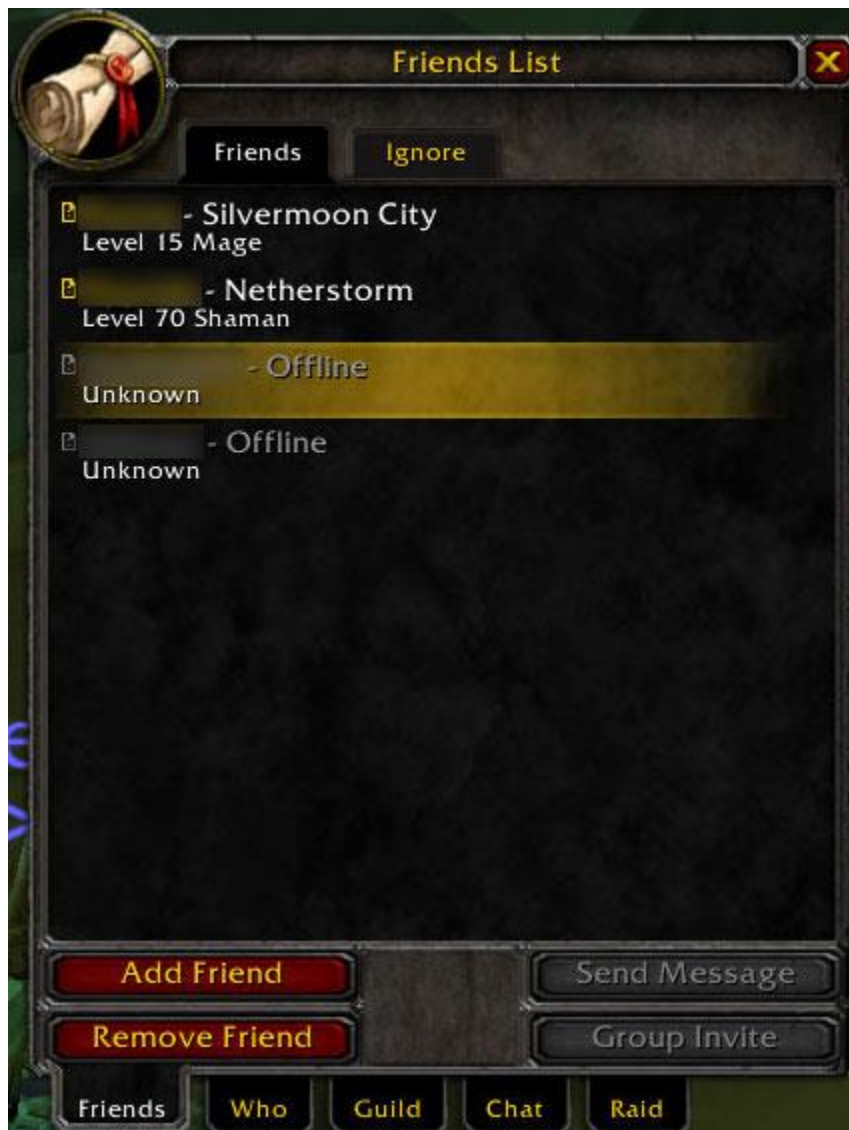 Friends List
Friends Ignore
- Silvermoon City
Level 15 Mage
- Netherstorm
Level 70 Shaman
- Offline
Unknown
- Offline
Unknown
Add Friend Send Message
Remove Friend Group Invite
Friends Who Guild Chat Raid